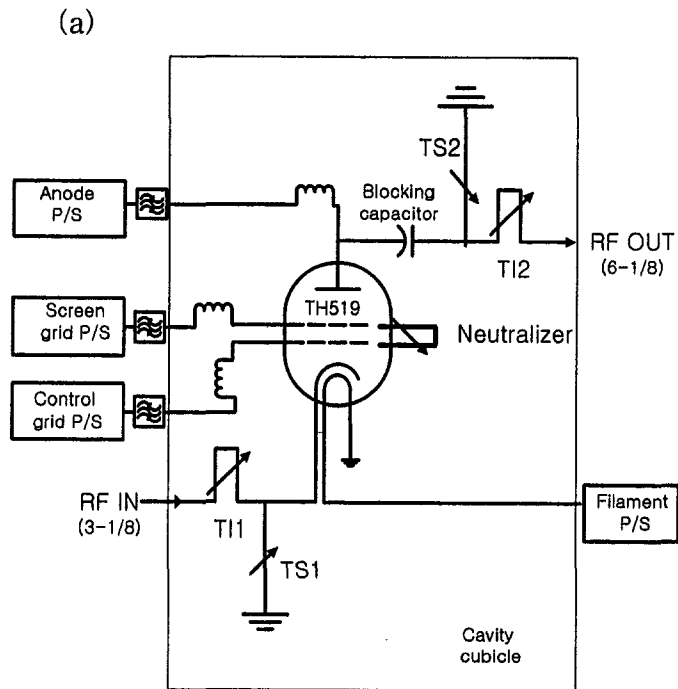 (a)
TS2
Anode
P/S
Blocking
capacitor
RF OUT
(6-1/8)
TI2
TH519
Screen
grid P/S
Neutralizer
Control
grid P/S
RF IN
(3-1/8)
TI1
Filament
P/S
TS1
Cavity
cubicle